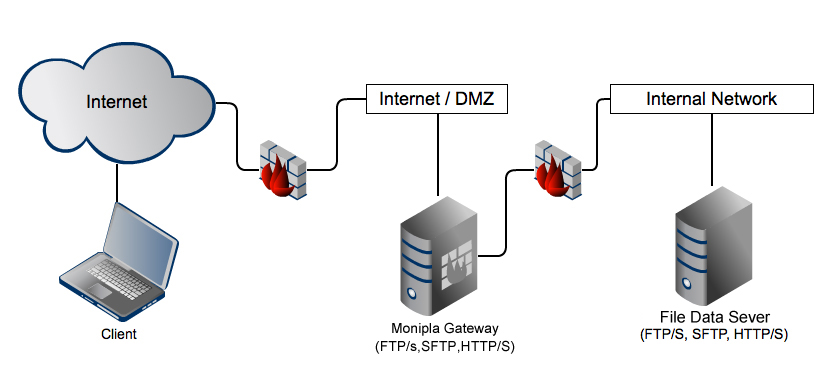 Internet
Internet / DMZ
Internal Network
Client
Monipla Gateway
(FTP/s,SFTP,HTTP/S)
File Data Sever
(FTP/S, SFTP, HTTP/S)